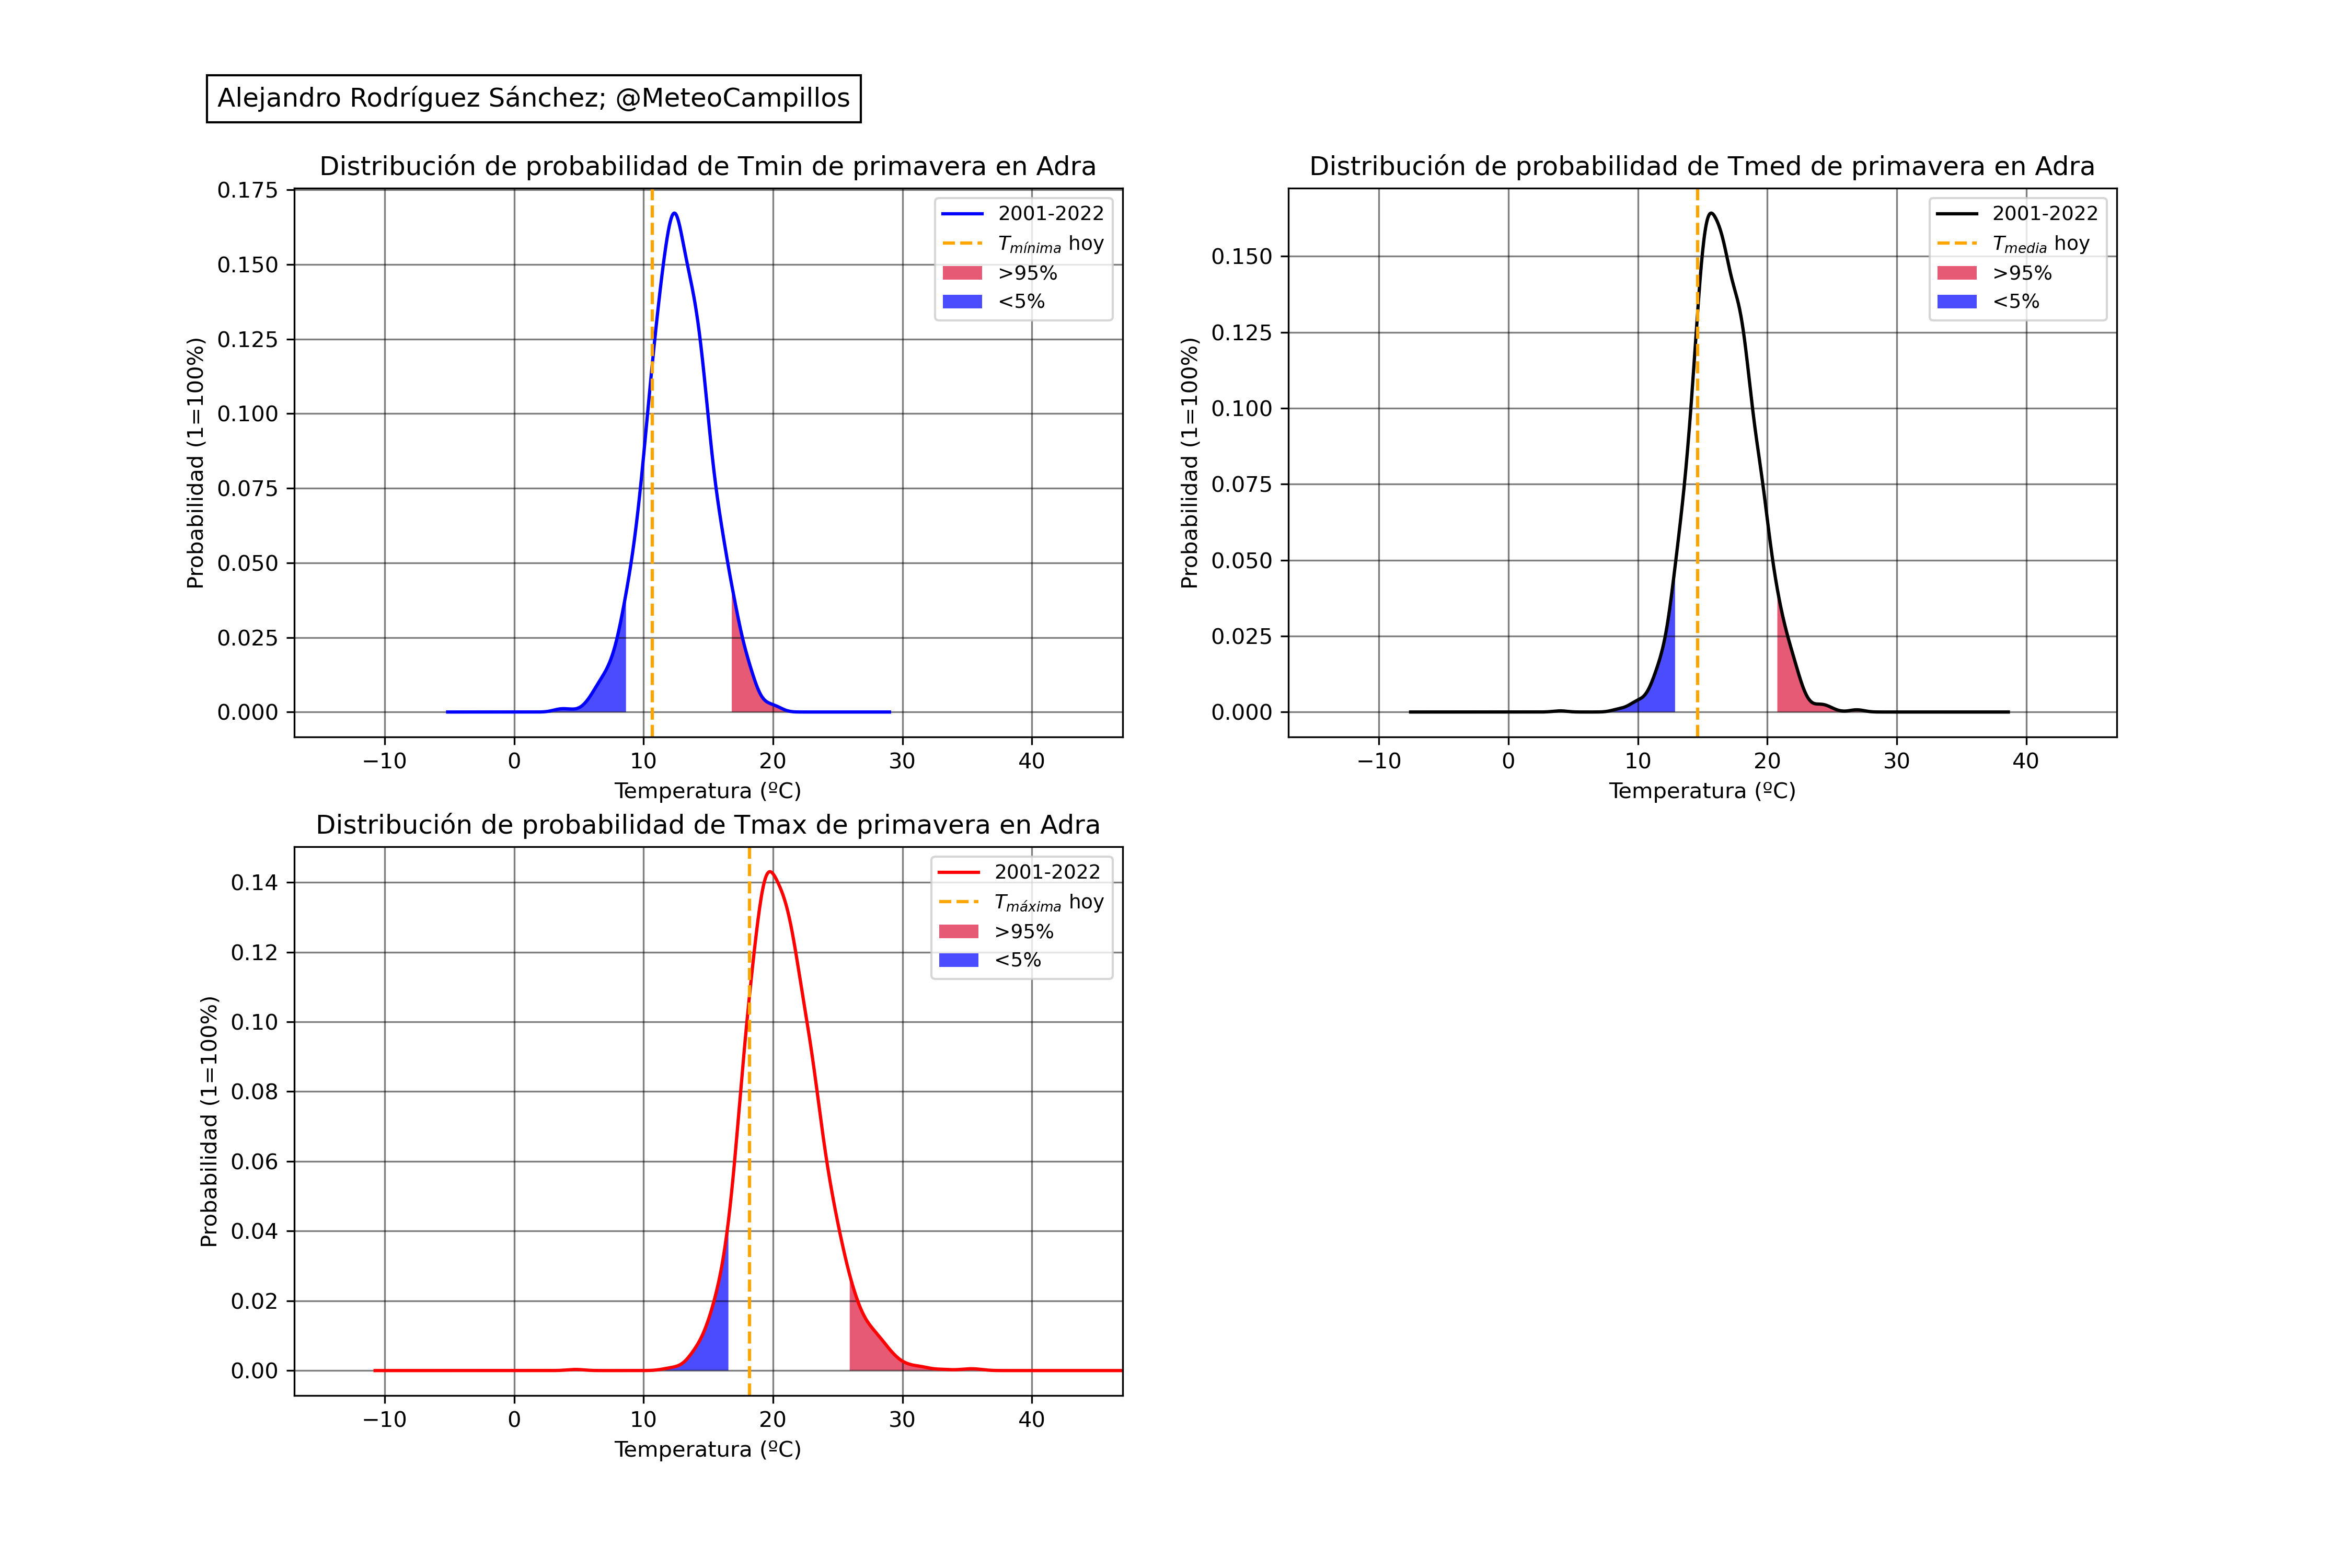 Alejandro Rodríguez Sánchez; @MeteoCampillos
Distribución de probabilidad de Tmin de primavera en Adra
Probabilidad (1=100%)
0.175
0.150
0.125
0.100
0.075
0.050
0.025
0.000
−10 0 10 20 30 40
Temperatura (ºC)
2001-2022
Tmínima hoy
>95%
<5%
Distribución de probabilidad de Tmed de primavera en Adra
Probabilidad (1=100%)
0.150
0.125
0.100
0.075
0.050
0.025
0.000
−10 0 10 20 30 40
Temperatura (ºC)
2001-2022
Tmedia hoy
>95%
<5%
Distribución de probabilidad de Tmax de primavera en Adra
Probabilidad (1=100%)
0.14
0.12
0.10
0.08
0.06
0.04
0.02
0.00
−10 0 10 20 30 40
Temperatura (ºC)
2001-2022
Tmáxima hoy
>95%
<5%